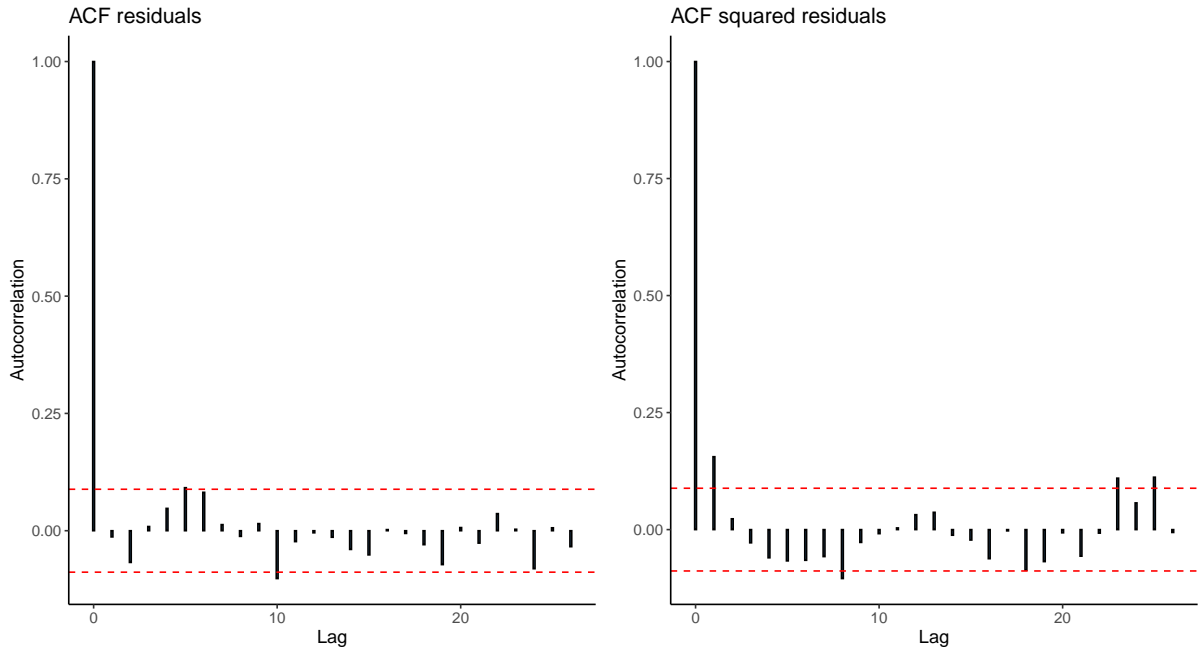 ACF residuals
1.00
0.75
0.50
0.25
0.00
Autocorrelation
0 10 20
Lag
ACF squared residuals
1.00
0.75
0.50
0.25
0.00
Autocorrelation
0 10 20
Lag